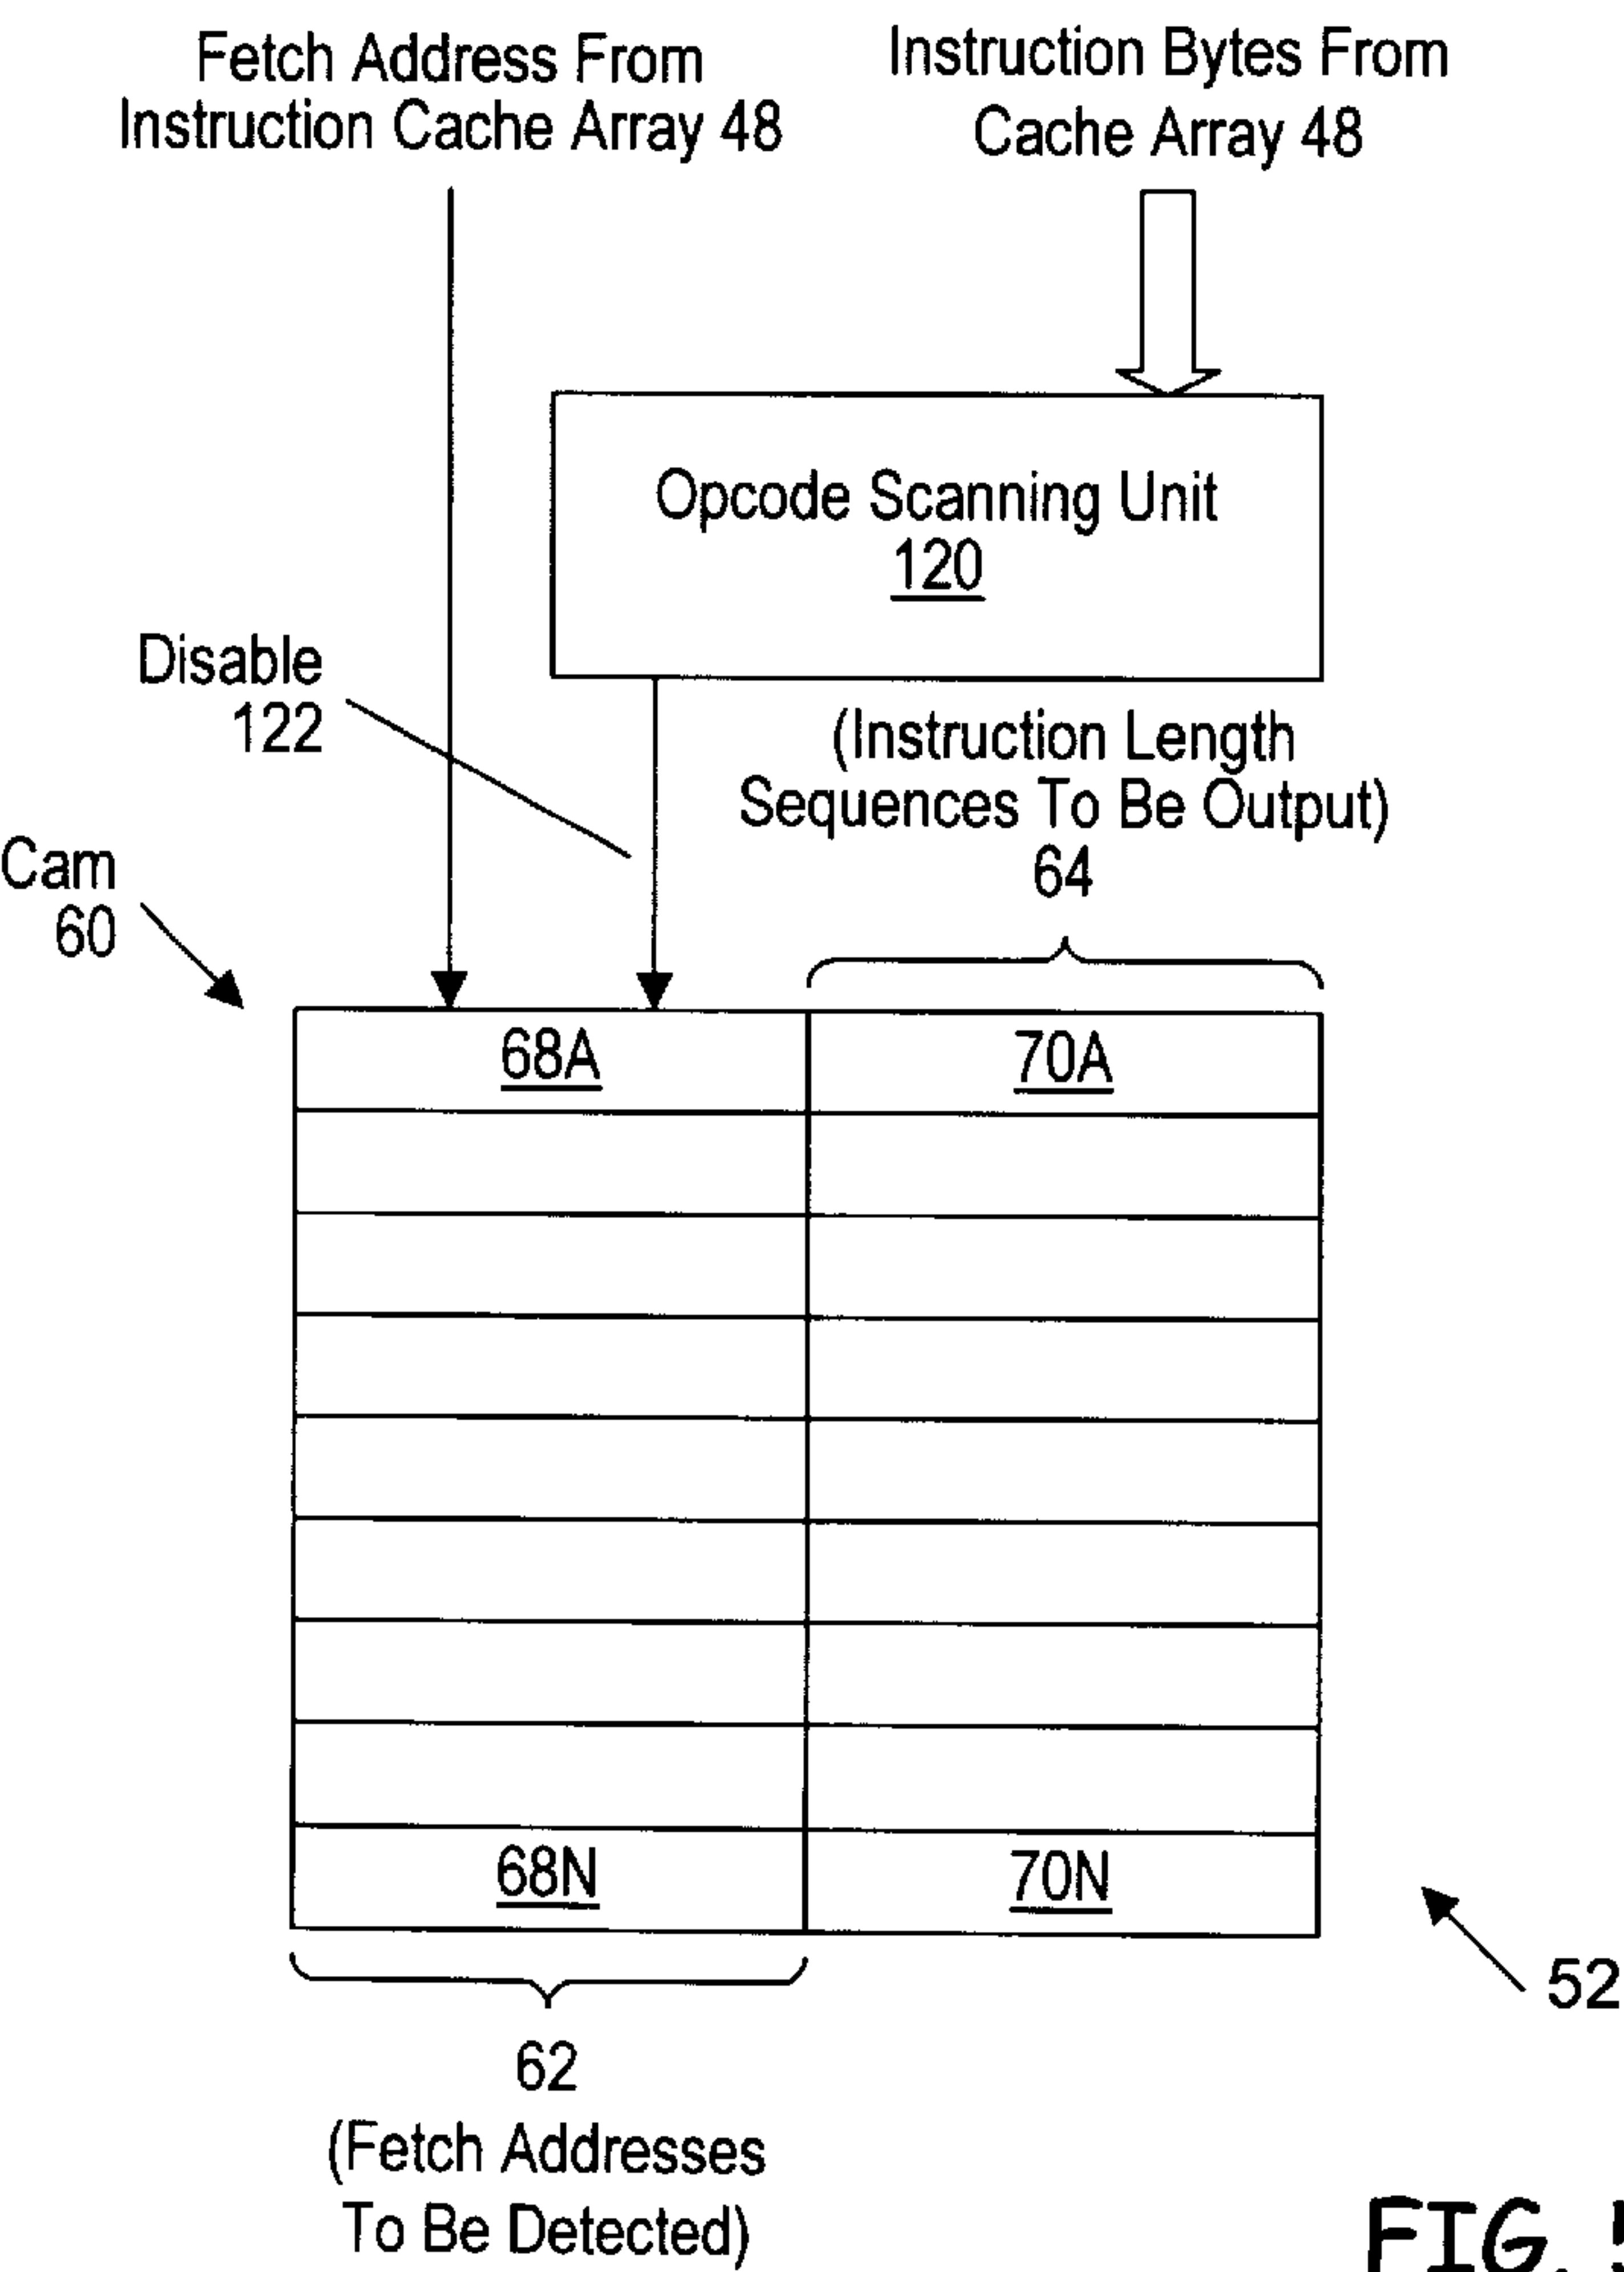 Fetch Address From
Instruction Cache Array 48
Instruction Bytes From
Cache Array 48
Opcode Scanning Unit
120
Disable
122
(Instruction Length
Sequences To Be Output)
64
Cam
60
68A
70A
68N
70N
52
62
(Fetch Addresses
To Be Detected)
FIG.